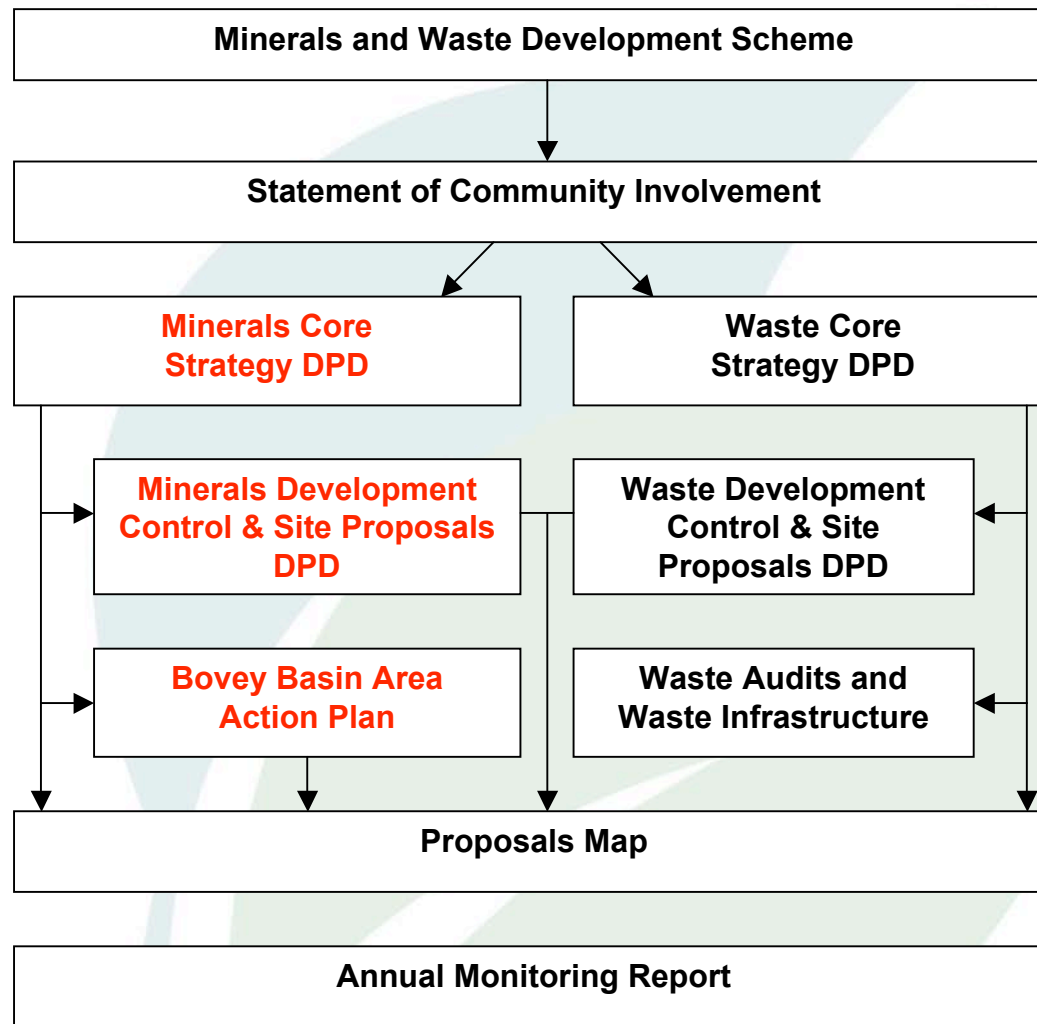 Minerals and Waste Development Scheme
Statement of Community Involvement
Minerals Core
Strategy DPD
Waste Core
Strategy DPD
Minerals Development
Control & Site Proposals
DPD
Waste Development
Control & Site
Proposals DPD
Bovey Basin Area
Action Plan
Waste Audits and
Waste Infrastructure
Proposals Map
Annual Monitoring Report